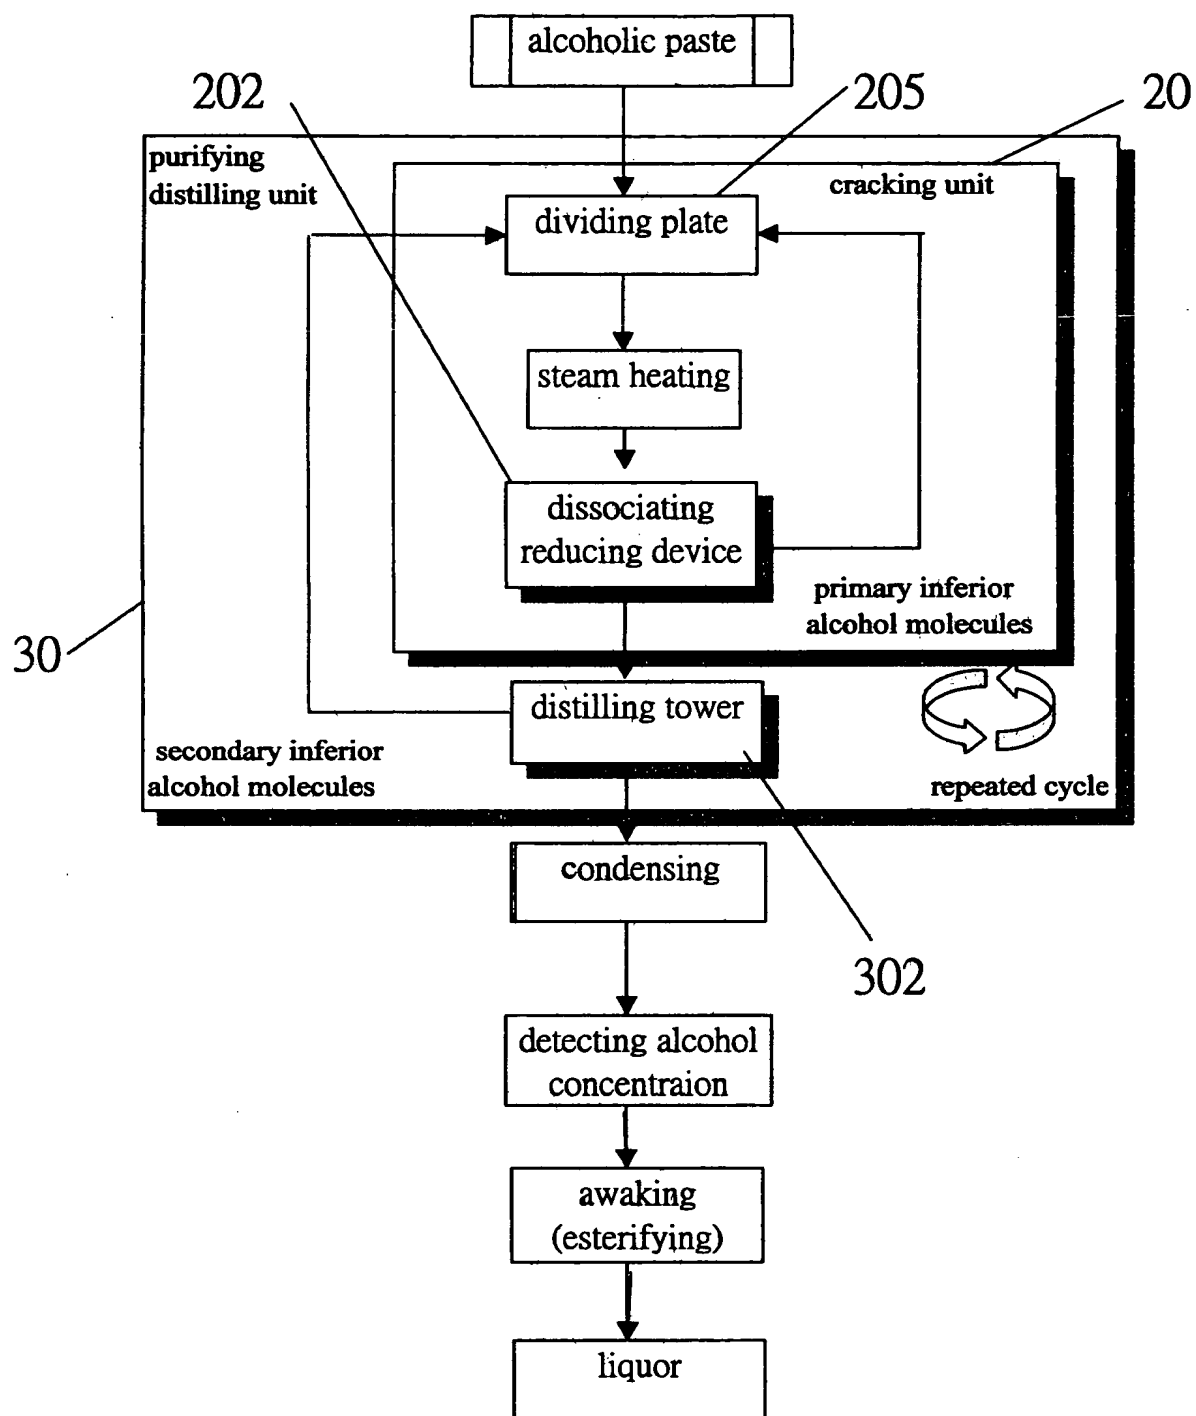 alcoholic paste
202
205
20
purifying
distilling unit
cracking unit
dividing plate
steam heating
dissociating
reducing device
primary inferior
alcohol molecules
30
distilling tower
secondary inferior
alcohol molecules
repeated cycle
condensing
302
detecting alcohol
concentraion
awaking
(esterifying)
liquor